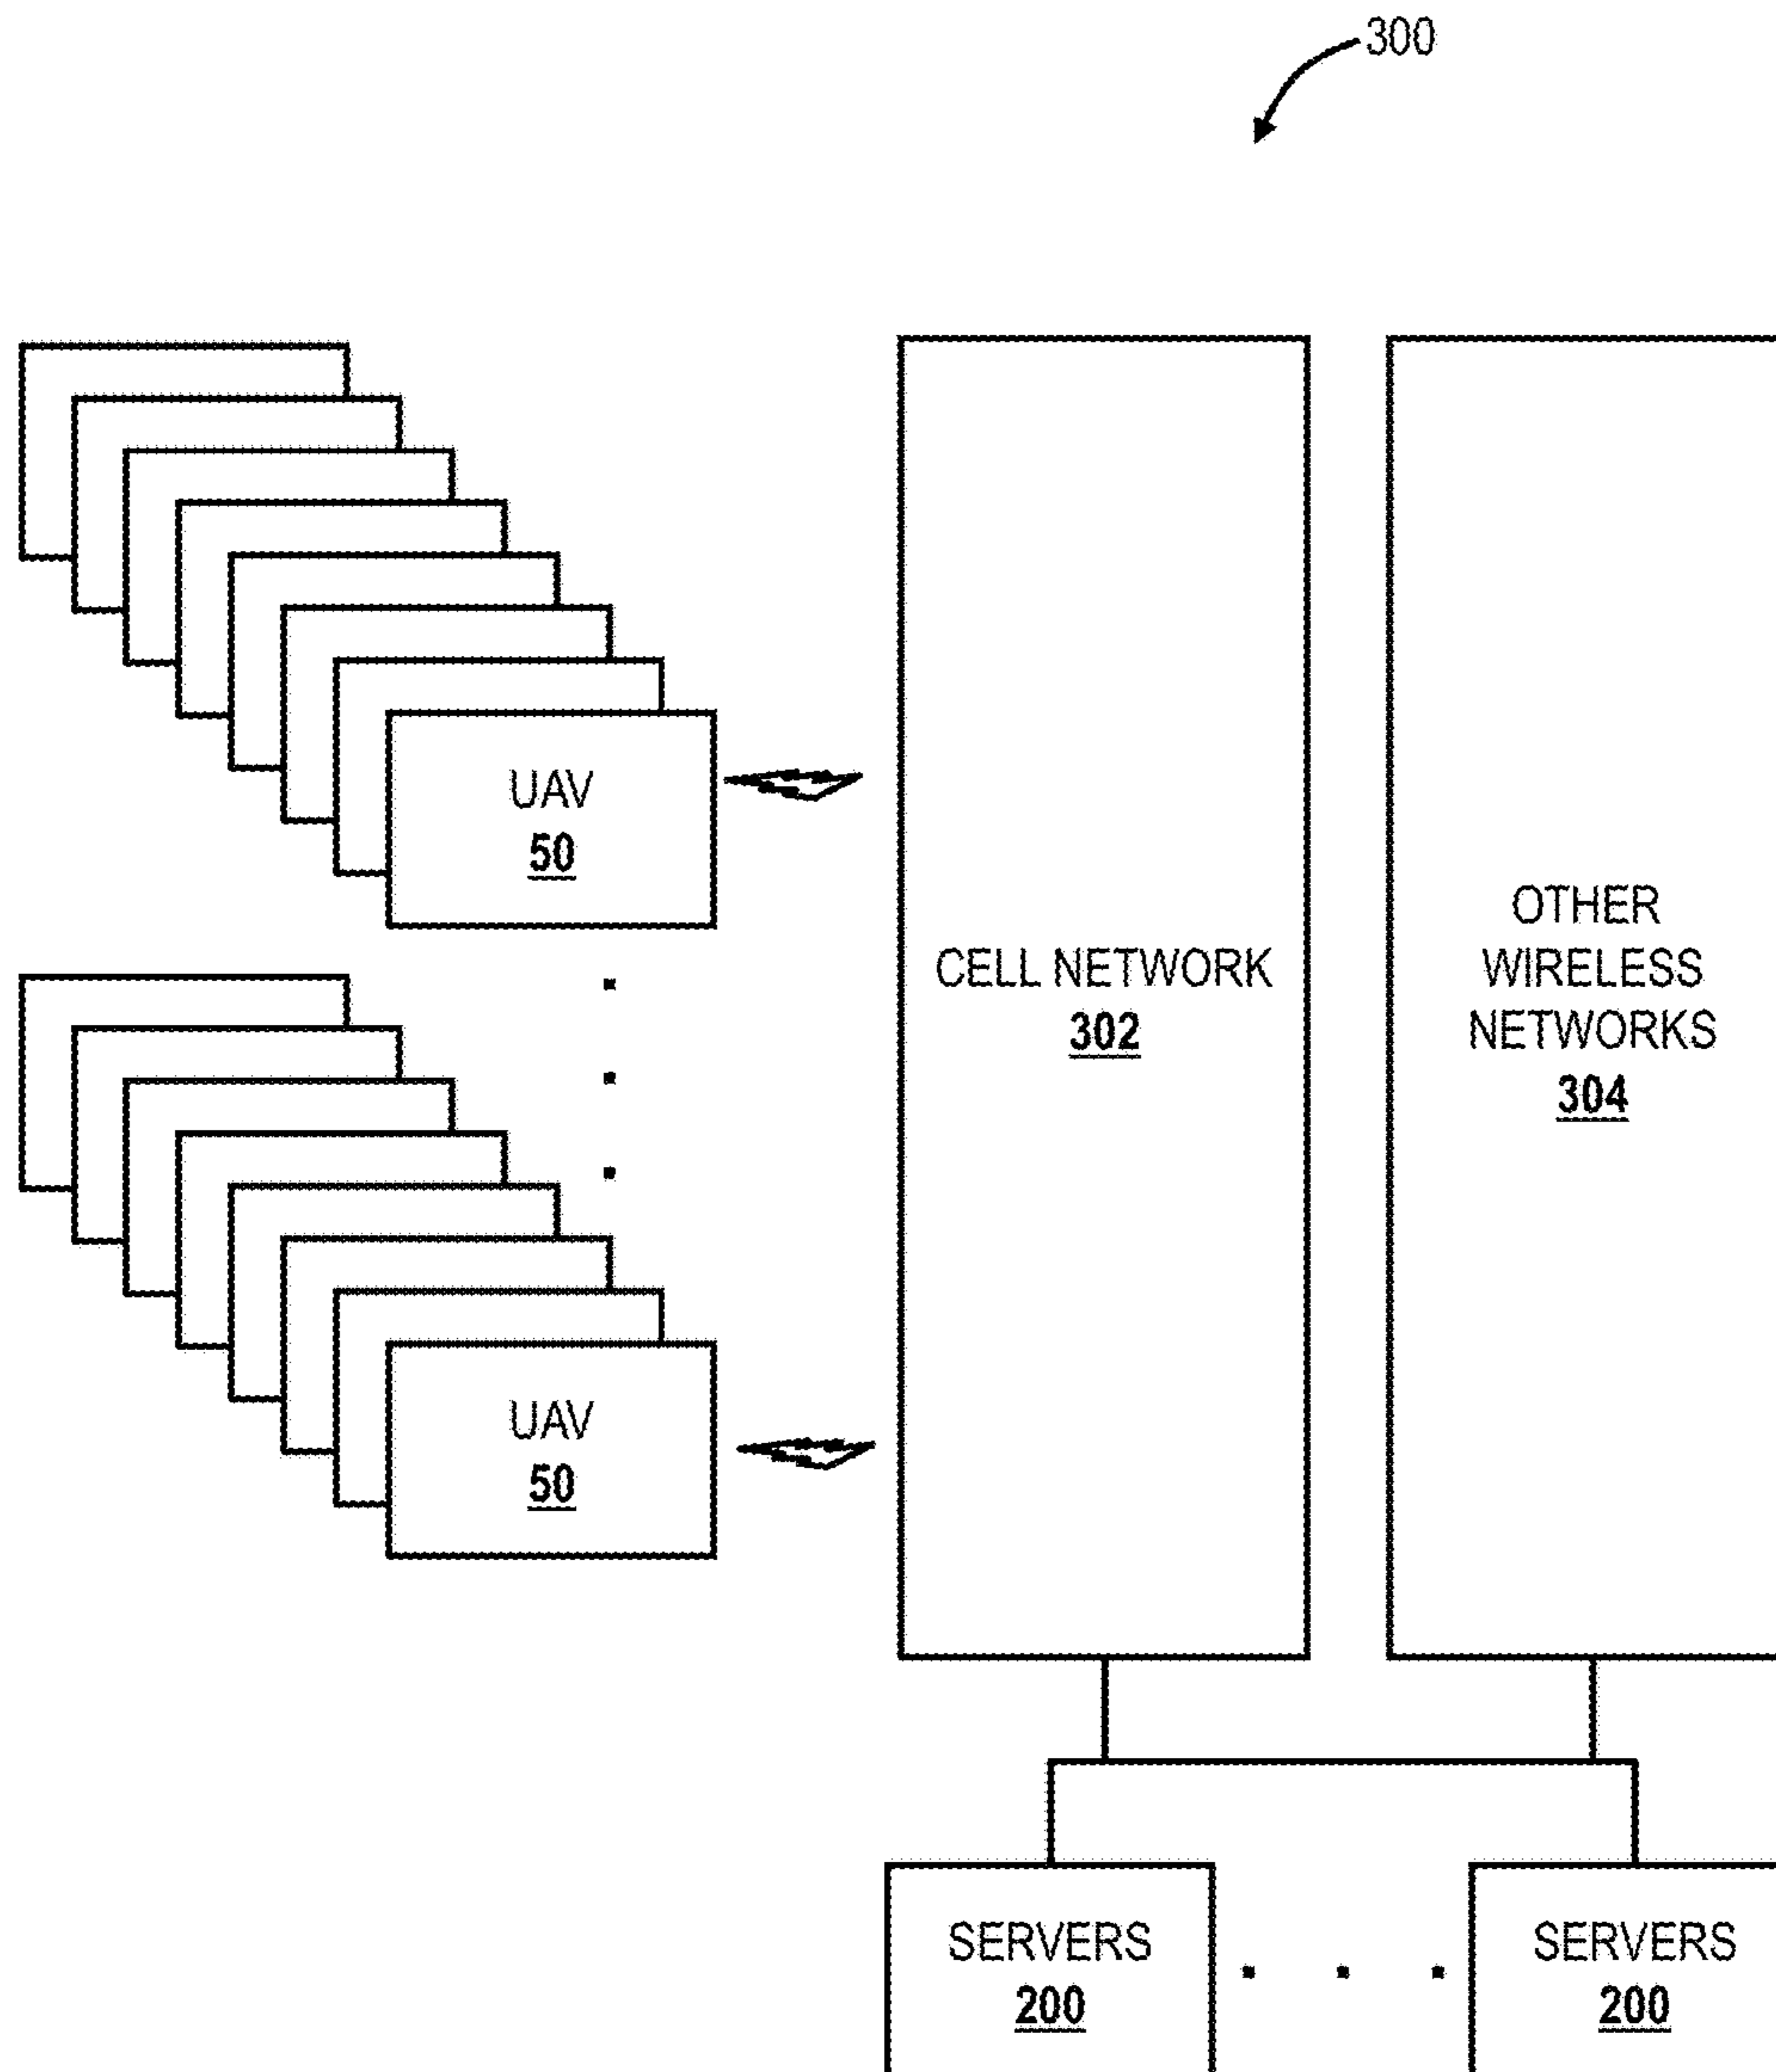 300
UAV
50
CELL NETWORK
302
OTHER
WIRELESS
NETWORKS
304
UAV
50
SERVERS
200
SERVERS
200